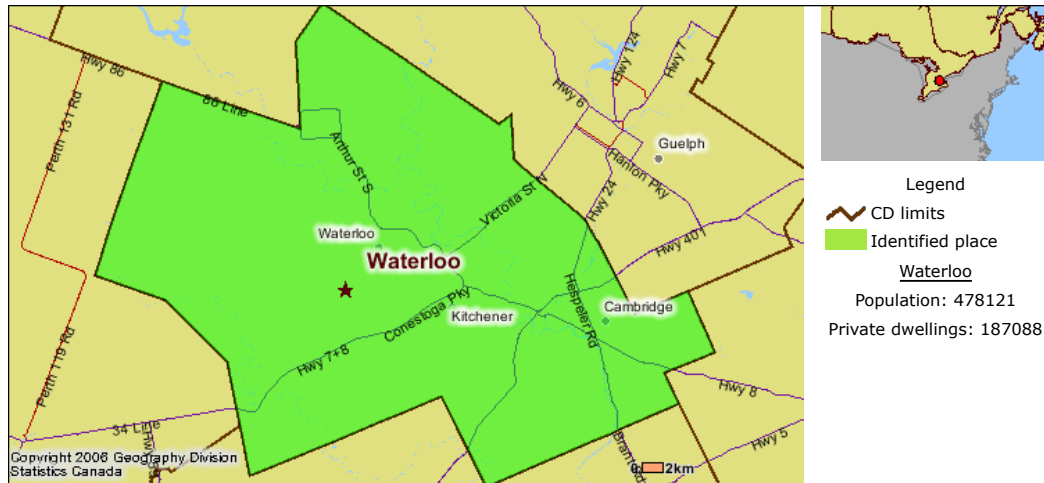 Hwy 86
86 Line
Perth 131 Rd
Arthur St S
Hwy 124
Hwy 7
Hwy 6
Guelph
Hanlon Pky
Victoria St N
Hwy 24
Hwy 401
Waterloo
Waterloo
Conestoga Pky
Kitchener
Hespeler Rd
Cambridge
Hwy 7+8
Perth 119 Rd
34 Line
Hwy 8
Hwy 5
Brant Rd
Copyright 2006 Geography Division
Statistics Canada
0 2km
Legend
CD limits
Identified place
Waterloo
Population: 478121
Private dwellings: 187088